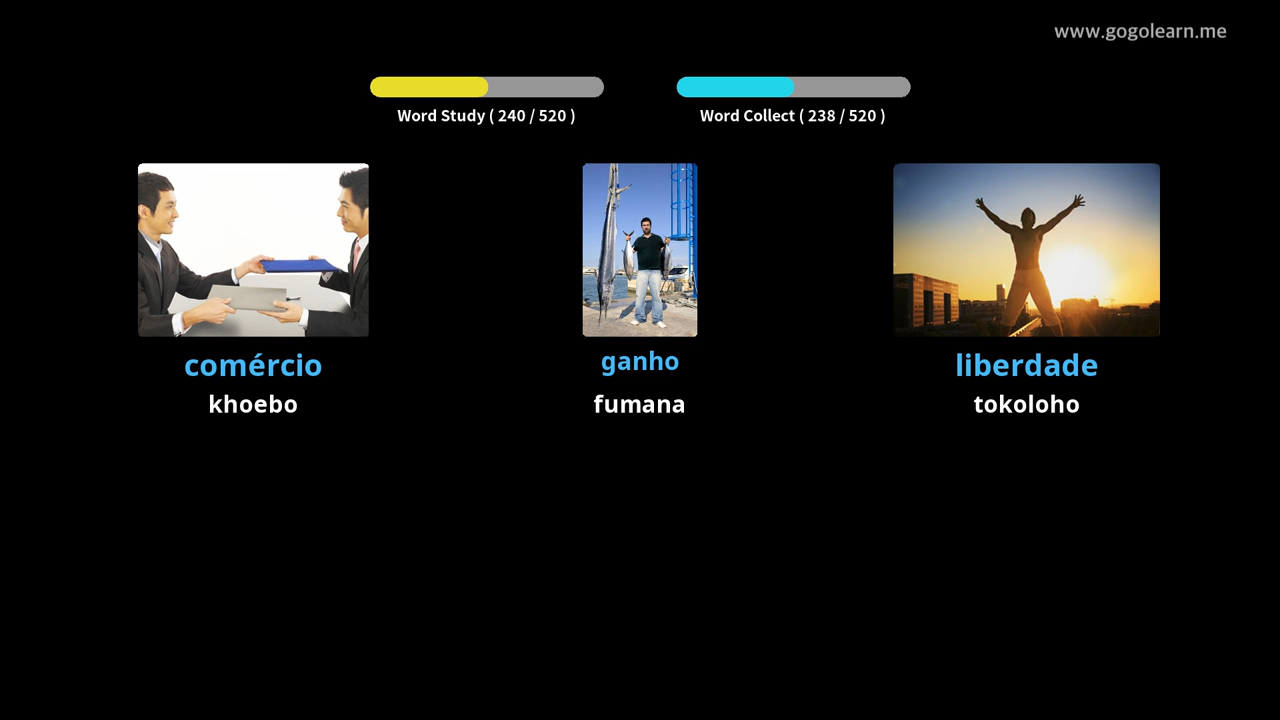 www.gogolearn.me
Word Study ( 240 / 520 )
Word Collect ( 238 / 520 )
comércio
ganho
liberdade
khoebo
fumana
tokoloho